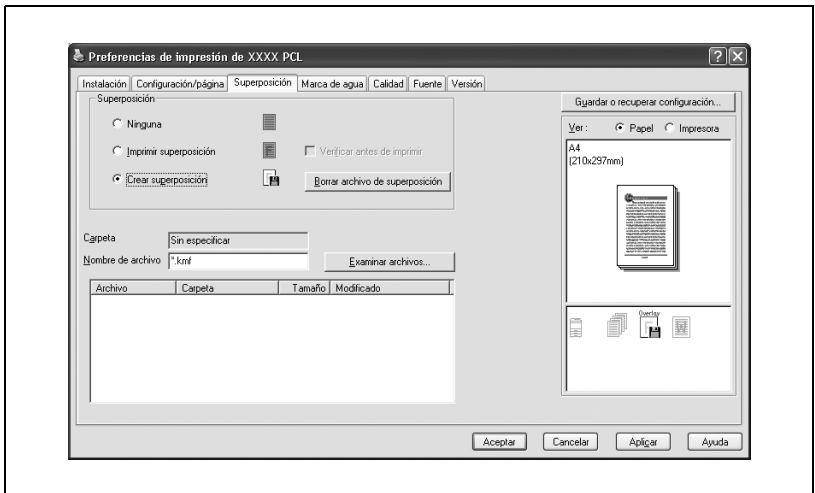 Preferencias de impresión de XXXX PCL
Instalación Configuración/página Superposición Marca de agua Calidad Fuente Versión
Superposición
Ninguna
Imprimir superposición
Verificar antes de imprimir
Crear superposición
Borrar archivo de superposición
Carpeta
Sin especificar
Nombre de archivo
*.kmf
Examinar archivos...
Archivo Carpeta Tamaño Modificado
Guardar o recuperar configuración...
Ver: Papel Impresora
A4
(210x297mm)
Overlay
Aceptar Cancelar Aplicar Ayuda